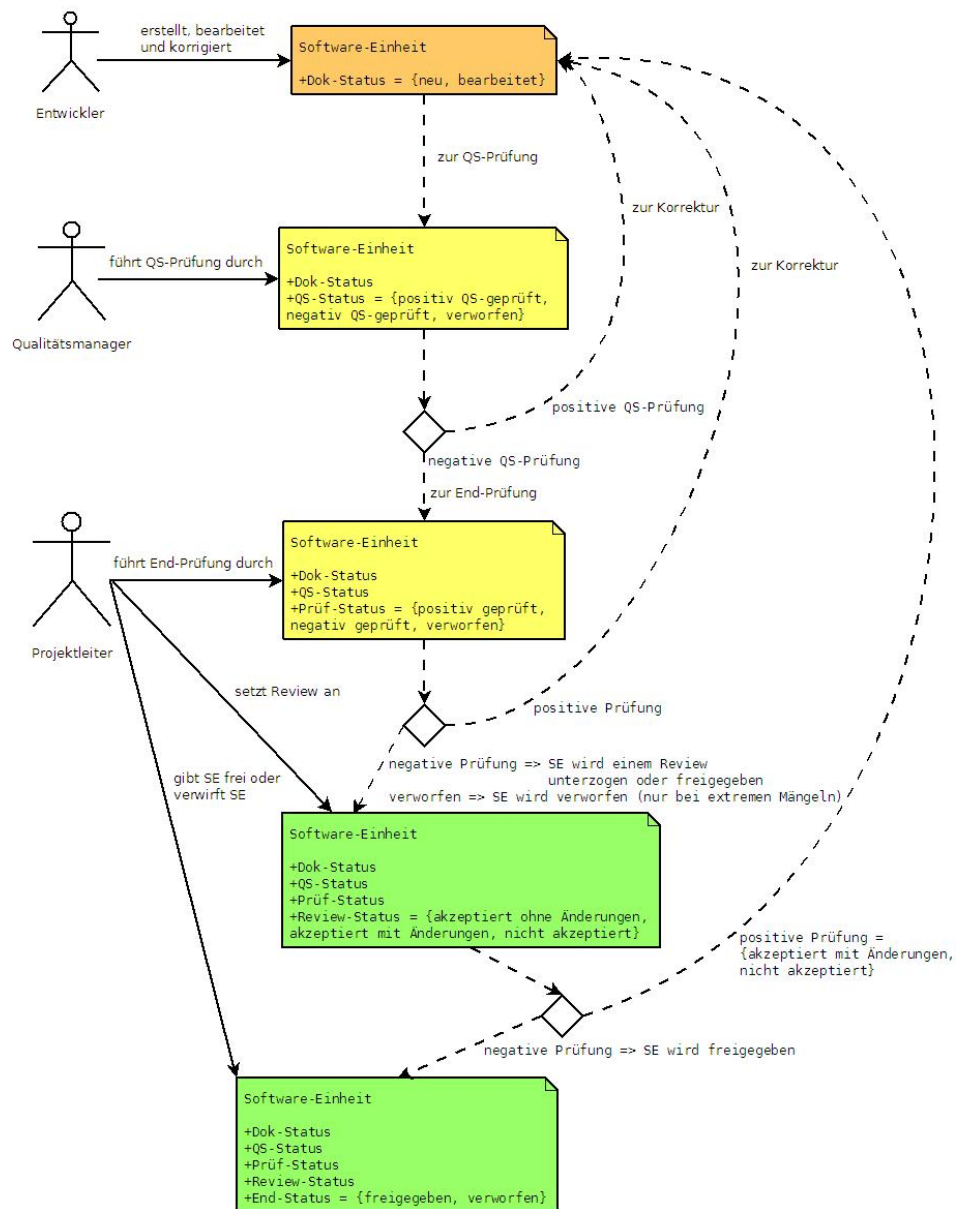 erstellt, bearbeitet
und korrigiert
Entwickler
Software-Einheit
+Dok-Status = {neu, bearbeitet}
zur QS-Prüfung
zur Korrektur
zur Korrektur
führt QS-Prüfung durch
Qualitätsmanager
Software-Einheit
+Dok-Status
+QS-Status = {positiv QS-geprüft,
negativ QS-geprüft, verworfen}
positive QS-Prüfung
negative QS-Prüfung
zur End-Prüfung
führt End-Prüfung durch
Projektleiter
Software-Einheit
+Dok-Status
+QS-Status
+Prüf-Status = {positiv geprüft,
negativ geprüft, verworfen}
setzt Review an
positive Prüfung
gibt SE frei oder
verwirft SE
negative Prüfung => SE wird einem Review
unterzogen oder freigegeben
verworfen => SE wird verworfen (nur bei extremen Mängeln)
Software-Einheit
+Dok-Status
+QS-Status
+Prüf-Status
+Review-Status = {akzeptiert ohne Änderungen,
akzeptiert mit Änderungen, nicht akzeptiert}
positive Prüfung =
{akzeptiert mit Änderungen,
nicht akzeptiert}
negative Prüfung => SE wird freigegeben
Software-Einheit
+Dok-Status
+QS-Status
+Prüf-Status
+Review-Status
+End-Status = {freigegeben, verworfen}